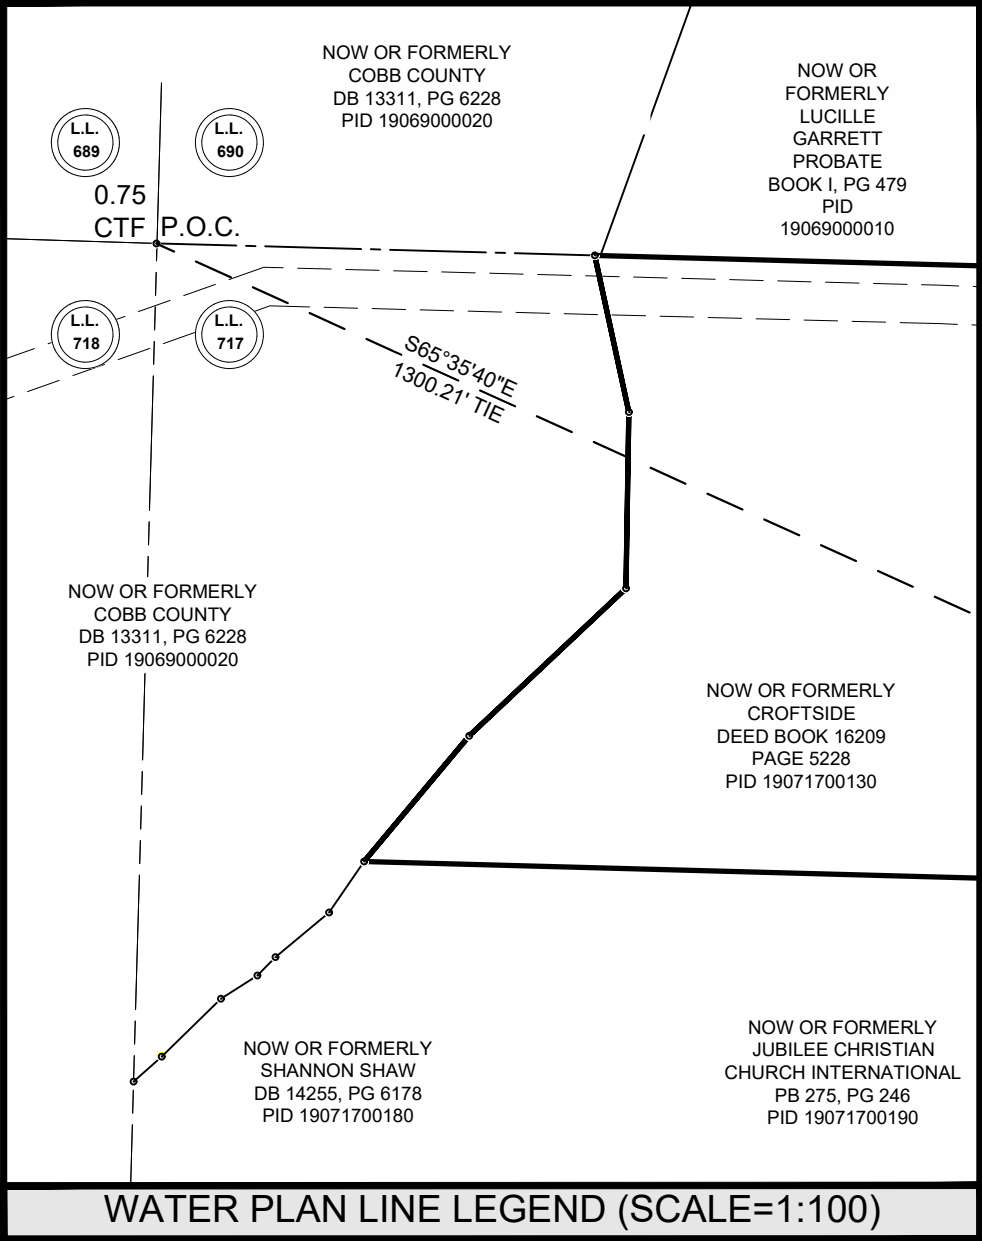 NOW OR FORMERLY
COBB COUNTY
DB 13311, PG 6228
PID 19069000020
NOW OR
FORMERLY
LUCILLE
GARRETT
PROBATE
BOOK I, PG 479
PID
19069000010
L.L.
689
L.L.
690
0.75
CTF
P.O.C.
L.L.
718
L.L.
717
S65°35'40"E
1300.21' TIE
NOW OR FORMERLY
COBB COUNTY
DB 13311, PG 6228
PID 19069000020
NOW OR FORMERLY
CROFTSIDE
DEED BOOK 16209
PAGE 5228
PID 19071700130
NOW OR FORMERLY
SHANNON SHAW
DB 14255, PG 6178
PID 19071700180
NOW OR FORMERLY
JUBILEE CHRISTIAN
CHURCH INTERNATIONAL
PB 275, PG 246
PID 19071700190
WATER PLAN LINE LEGEND (SCALE=1:100)